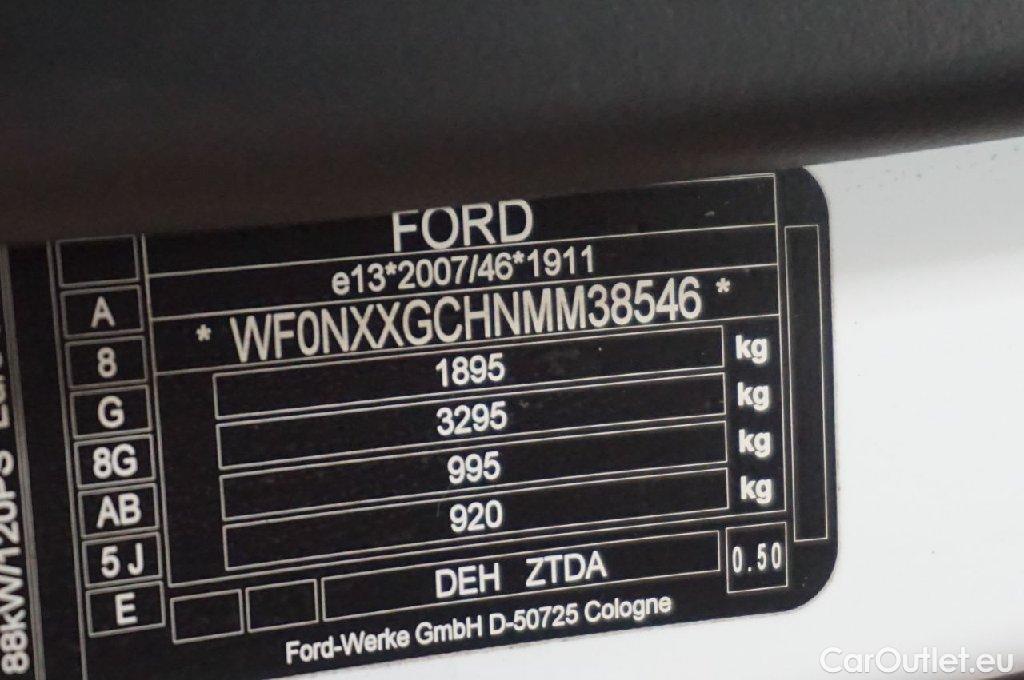 FORD
e13*2007/46*1911
* WF0NXXGCHNMM38546 *
1895 kg
3295 kg
995 kg
920 kg
DEH ZTDA
0.50
Ford-Werke GmbH D-50725 Cologne
A
8
G
8G
AB
5 J
E
88kW/120PS
CarOutlet.eu